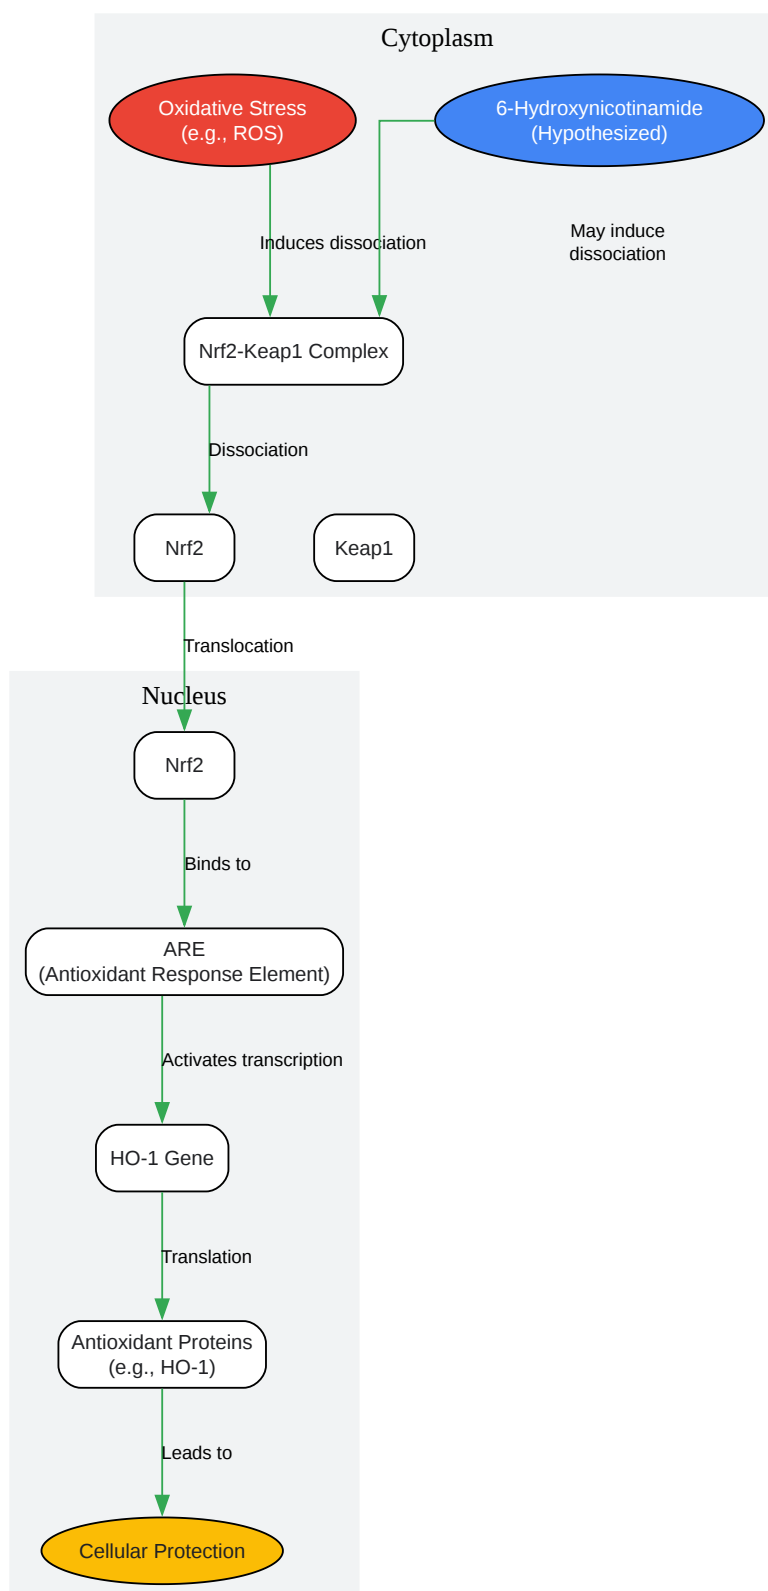 Cytoplasm
Oxidative Stress
(e.g., ROS)
6-Hydroxynicotinamide
(Hypothesized)
Induces dissociation
May induce
dissociation
Nrf2-Keap1 Complex
Dissociation
Nrf2
Keap1
Translocation
Nucleus
Nrf2
Binds to
ARE
(Antioxidant Response Element)
Activates transcription
HO-1 Gene
Translation
Antioxidant Proteins
(e.g., HO-1)
Leads to
Cellular Protection